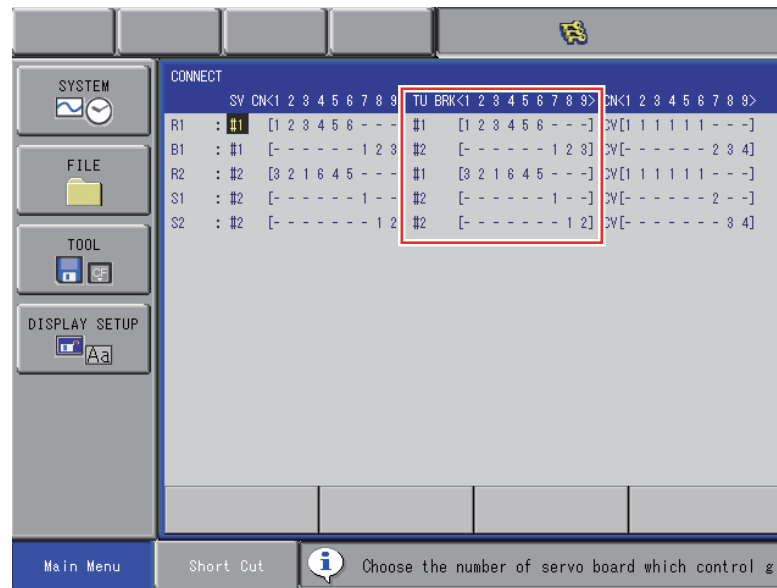 SYSTEM
FILE
TOOL
CF
DISPLAY SETUP
Aa
CONNECT
SV CN<1 2 3 4 5 6 7 8 9 TU BRK<1 2 3 4 5 6 7 8 9> CN<1 2 3 4 5 6 7 8 9>
R1 : #1 [1 2 3 4 5 6 - - - #1 [1 2 3 4 5 6 - - -] CV[1 1 1 1 1 1 - - -]
B1 : #1 [- - - - - - 1 2 3 #2 [- - - - - - 1 2 3] CV[- - - - - - 2 3 4]
R2 : #2 [3 2 1 6 4 5 - - - #1 [3 2 1 6 4 5 - - -] CV[1 1 1 1 1 1 - - -]
S1 : #2 [- - - - - - 1 - - #2 [- - - - - - 1 - -] CV[- - - - - - 2 - -]
S2 : #2 [- - - - - - - 1 2 #2 [- - - - - - - 1 2] CV[- - - - - - - 3 4]
Main Menu
Short Cut
Choose the number of servo board which control g